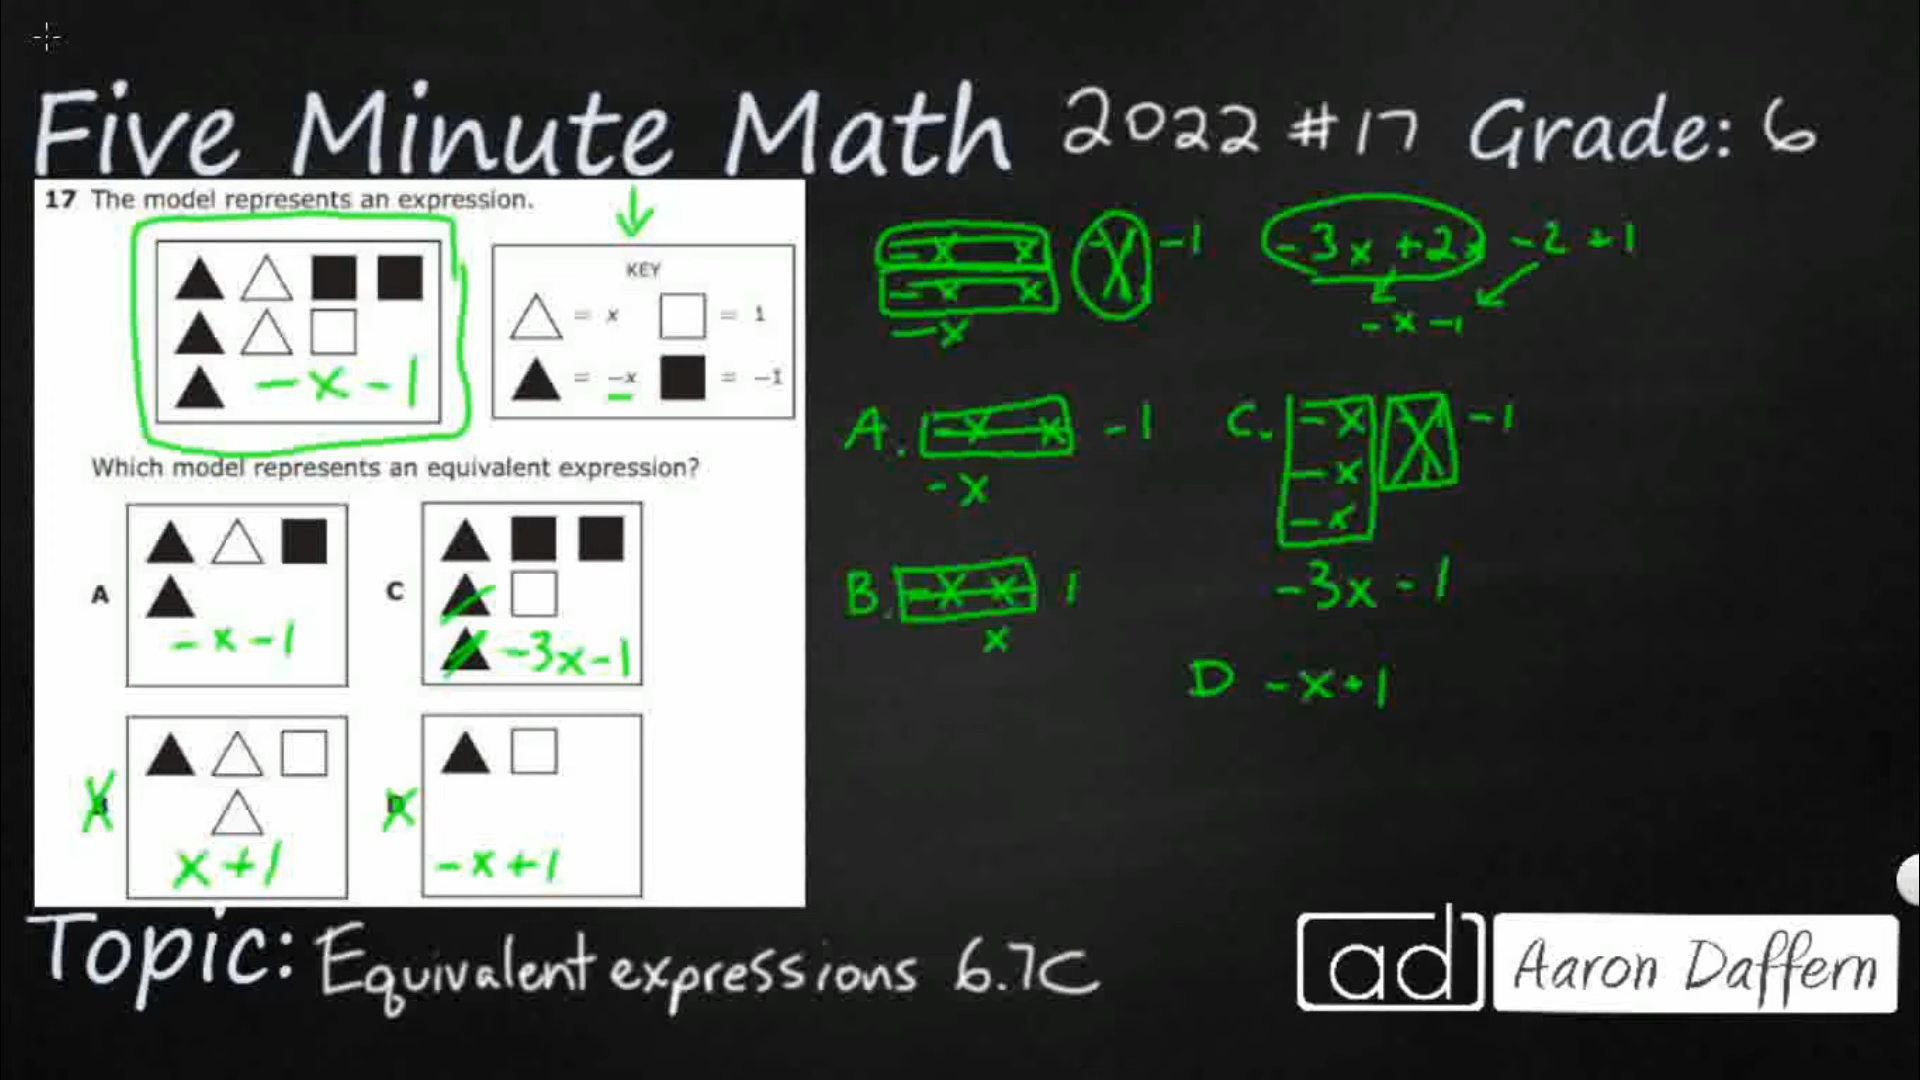 Five Minute Math 2022 #17 Grade: 6
17 The model represents an expression.
-x-1
KEY
= x = 1
= -x = -1
Which model represents an equivalent expression?
A
-x-1
C
-3x-1
x+1
-x+1
-x x -1
-x x
-x
-3x+2x -2+1
-x-1
A. -x x -1
-x
B. -x x 1
x
C. -x -1
-x
-x
-3x-1
D -x+1
Topic: Equivalent expressions 6.7C
ad Aaron Daffern